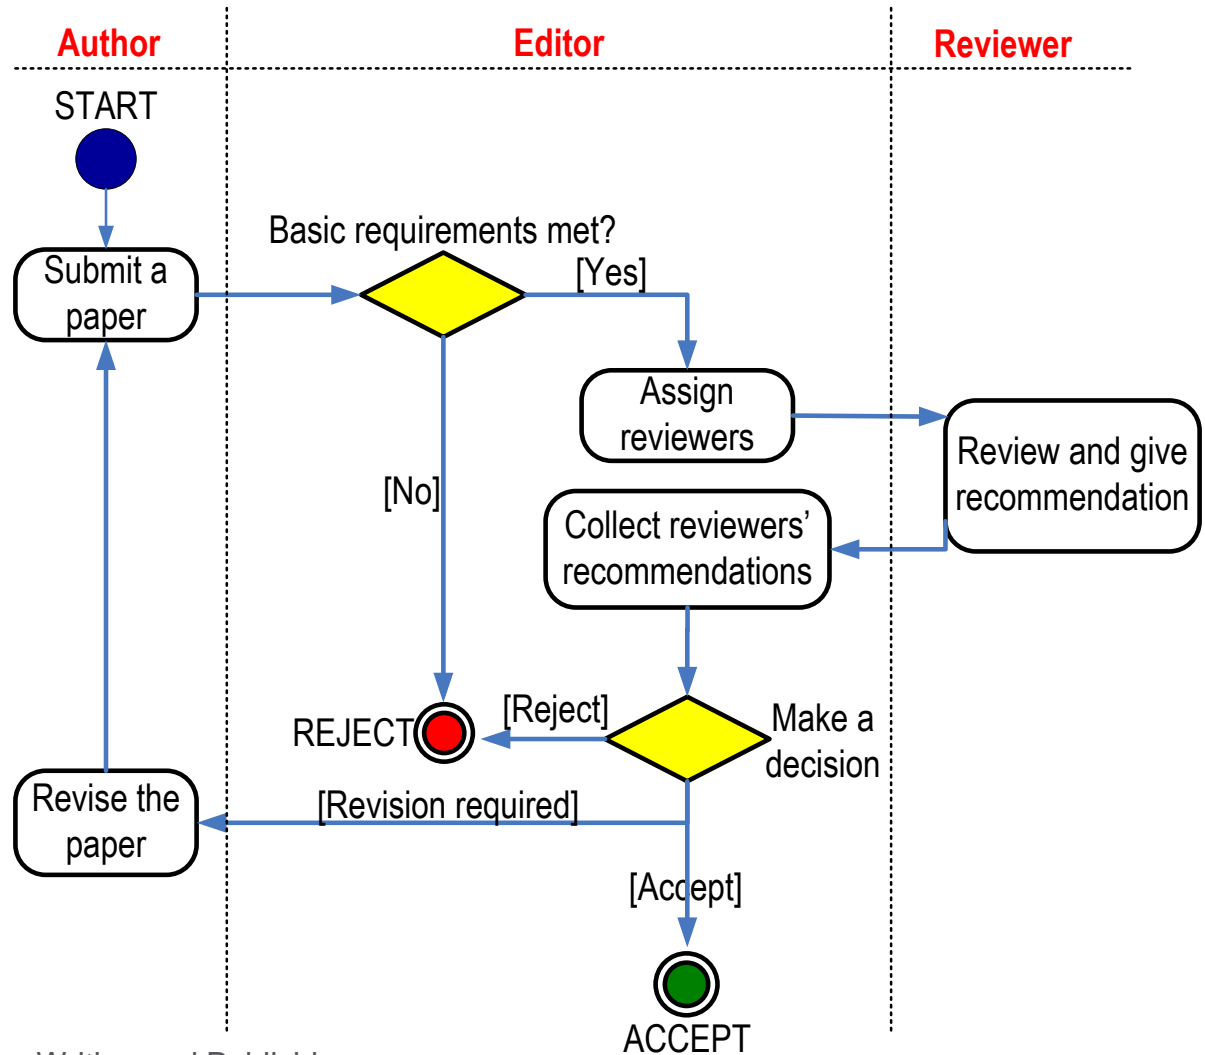 Author
Editor
Reviewer
START
Basic requirements met?
[Yes]
Submit a
paper
Assign
reviewers
Review and give
recommendation
[No]
Collect reviewers’
recommendations
[Reject]
REJECT
Make a
decision
Revise the
paper
[Revision required]
[Accept]
ACCEPT